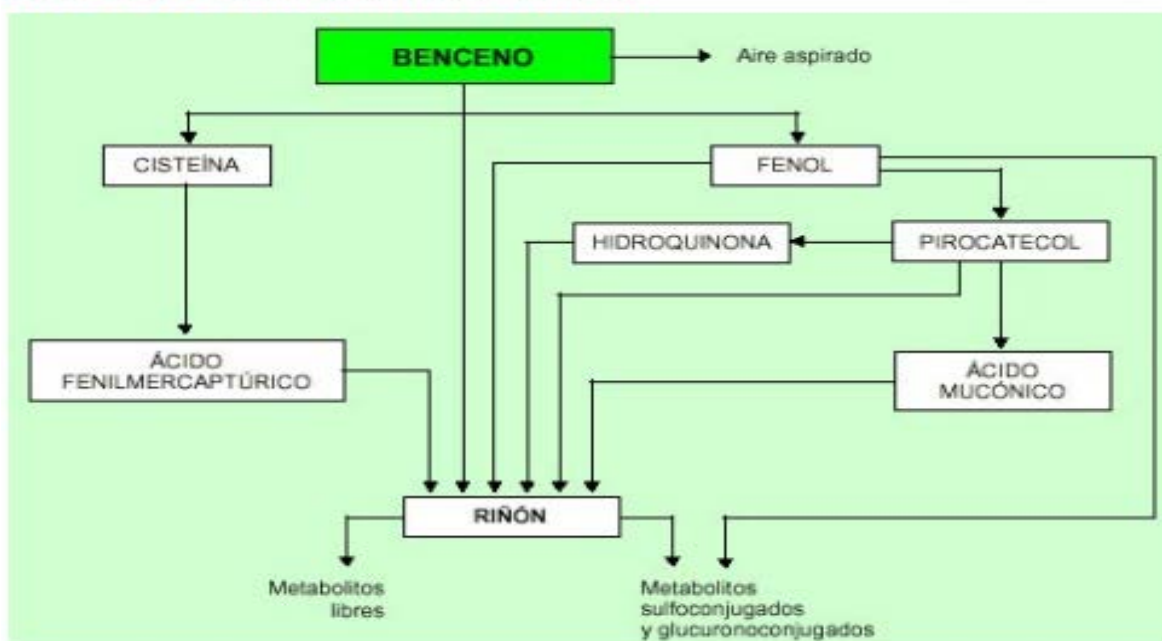 BENCENO
Aire aspirado
CISTEÍNA
FENOL
HIDROQUINONA
PIROCATECOL
ÁCIDO
FENILMERCAPTÚRICO
ÁCIDO
MUCÓNICO
RIÑÓN
Metabolitos
libres
Metabolitos
sulfoconjugados
y glucuronoconjugados